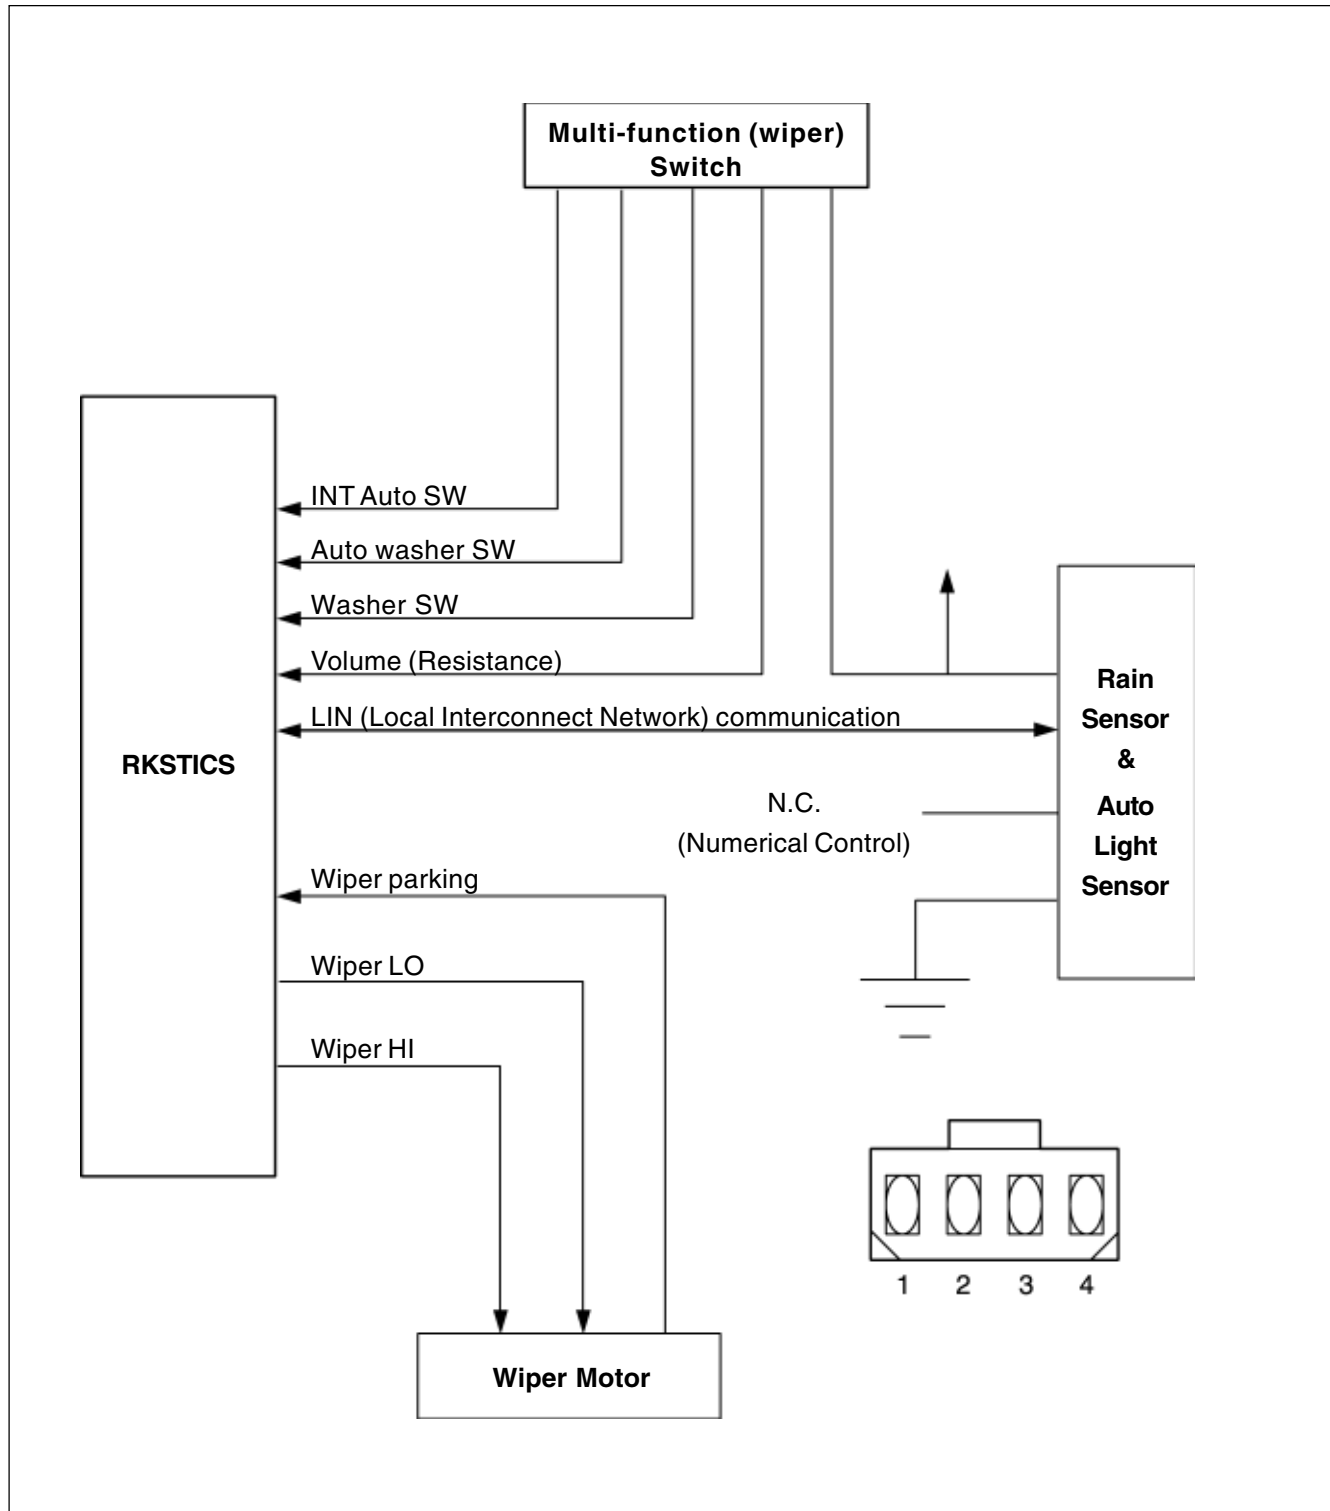 Multi-function (wiper)
Switch
INT Auto SW
Auto washer SW
Washer SW
Volume (Resistance)
LIN (Local Interconnect Network) communication
RKSTICS
Rain
Sensor
&
Auto
Light
Sensor
N.C.
(Numerical Control)
Wiper parking
Wiper LO
Wiper HI
1 2 3 4
Wiper Motor